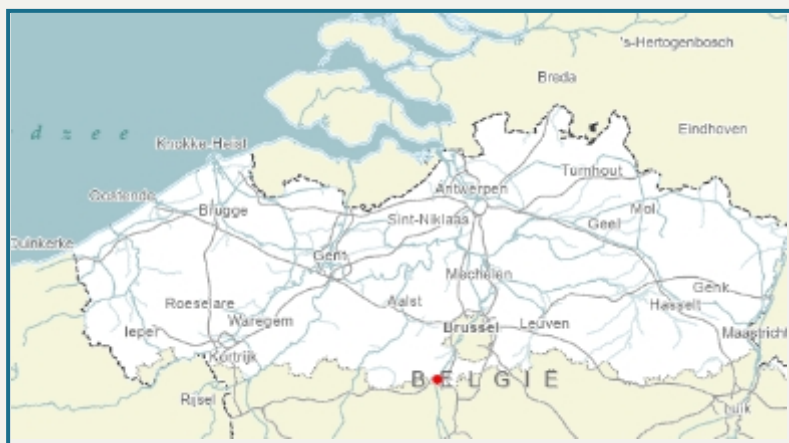 's-Hertogenbosch
Breda
d z e e
Eindhoven
Knokke-Heist
Turnhout
Antwerpen
Oostende
Brugge
Mol
Sint-Niklaas
Geel
Duinkerke
Gent
Mechelen
Genk
Roeselare
Aalst
Hasselt
Ieper
Waregem
Brussel
Leuven
Maastricht
Kortrijk
BELGIË
Rijsel
Luik